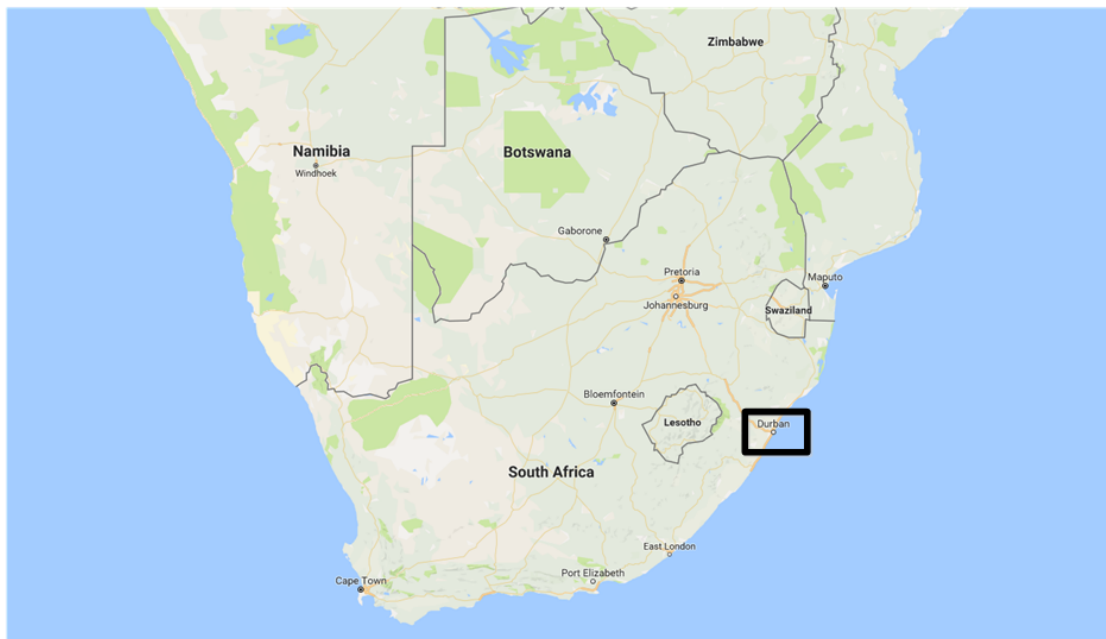 Zimbabwe
Namibia
Windhoek
Botswana
Gaborone
Pretoria
Johannesburg
Maputo
Swaziland
Bloemfontein
Lesotho
Durban
South Africa
East London
Port Elizabeth
Cape Town